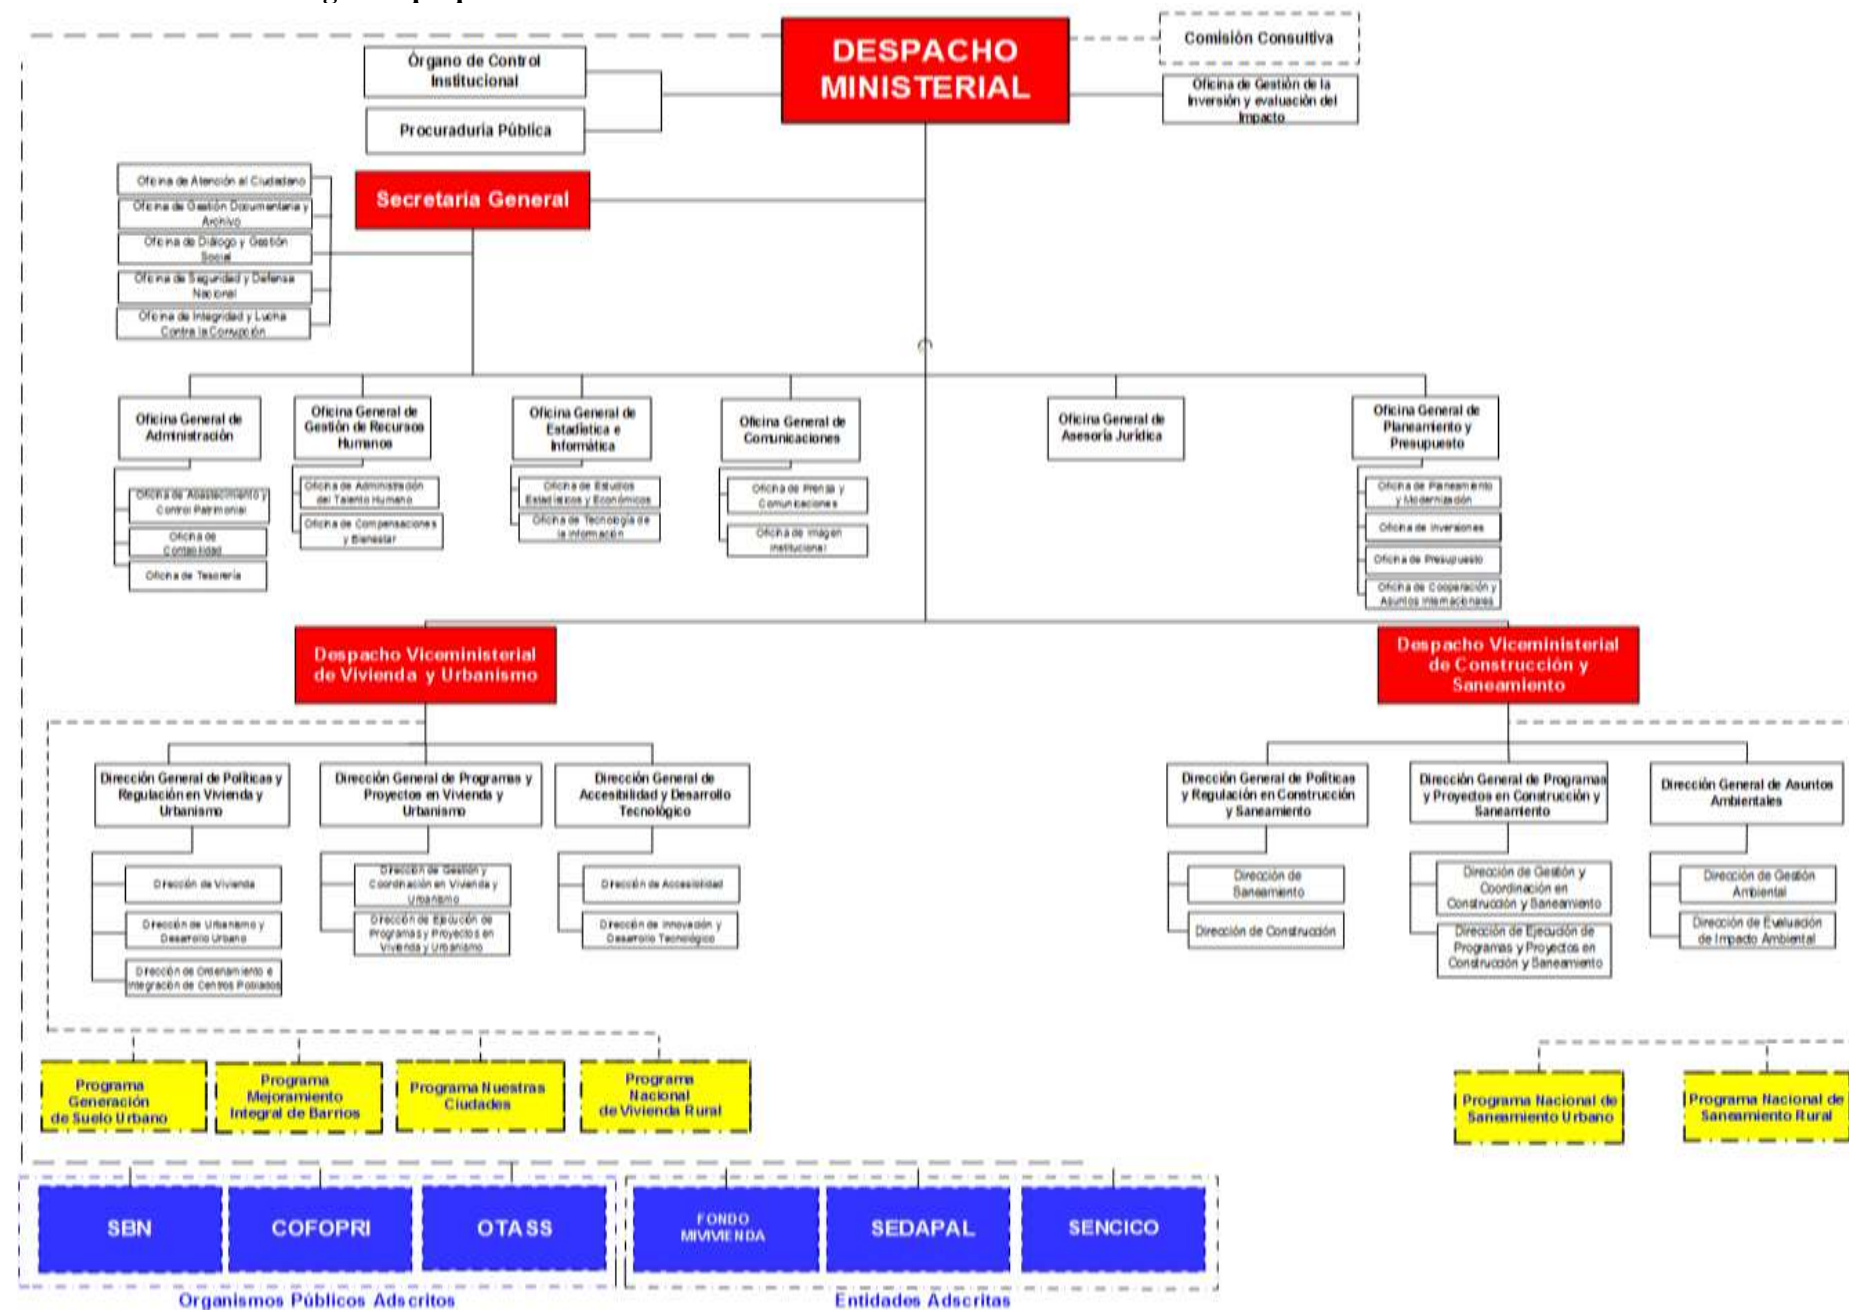 DESPACHO
MINISTERIAL
Comisión Consultiva
Órgano de Control
Institucional
Oficina de Gestión de la
Inversión y evaluación del
Impacto
Procuraduría Pública
Secretaría General
Oficina de Atención al Ciudadano
Oficina de Gestión Documentaria y
Archivo
Oficina de Diálogo y Gestión
Social
Oficina de Seguridad y Defensa
Nacional
Oficina de Integridad y Lucha
Contra la Corrupción
Oficina General de
Administración
Oficina de Abastecimiento y
Control Patrimonial
Oficina de
Contabilidad
Oficina de Tesorería
Oficina General de
Gestión de Recursos
Humanos
Oficina de Administración
del Talento Humano
Oficina de Compensaciones
y Bienestar
Oficina General de
Estadística e
Informática
Oficina de Estudios
Estadísticos y Económicos
Oficina de Tecnología de
la Información
Oficina General de
Comunicaciones
Oficina de Prensa y
Comunicaciones
Oficina de Imagen
Institucional
Oficina General de
Asesoría Jurídica
Oficina General de
Planeamiento y
Presupuesto
Oficina de Planeamiento
y Modernización
Oficina de Inversiones
Oficina de Presupuesto
Oficina de Cooperación y
Asuntos Internacionales
Despacho Viceministerial
de Vivienda y Urbanismo
Despacho Viceministerial
de Construcción y
Saneamiento
Dirección General de Políticas y
Regulación en Vivienda y
Urbanismo
Dirección de Vivienda
Dirección de Urbanismo y
Desarrollo Urbano
Dirección de Ordenamiento e
Integración de Centros Poblados
Dirección General de Programas y
Proyectos en Vivienda y
Urbanismo
Dirección de Gestión y
Coordinación en Vivienda y
Urbanismo
Dirección de Ejecución de
Programas y Proyectos en
Vivienda y Urbanismo
Dirección General de
Accesibilidad y Desarrollo
Tecnológico
Dirección de Accesibilidad
Dirección de Innovación y
Desarrollo Tecnológico
Dirección General de Políticas
y Regulación en Construcción
y Saneamiento
Dirección de
Saneamiento
Dirección de Construcción
Dirección General de Programas
y Proyectos en Construcción y
Saneamiento
Dirección de Gestión y
Coordinación en
Construcción y Saneamiento
Dirección de Ejecución de
Programas y Proyectos en
Construcción y Saneamiento
Dirección General de Asuntos
Ambientales
Dirección de Gestión
Ambiental
Dirección de Evaluación
de Impacto Ambiental
Programa
Generación
de Suelo Urbano
Programa
Mejoramiento
Integral de Barrios
Programa Nuestras
Ciudades
Programa
Nacional
de Vivienda Rural
Programa Nacional de
Saneamiento Urbano
Programa Nacional de
Saneamiento Rural
SBN
COFOPRI
OTASS
FONDO
MIVIVIENDA
SEDAPAL
SENCICO
Organismos Públicos Adscritos
Entidades Adscritas